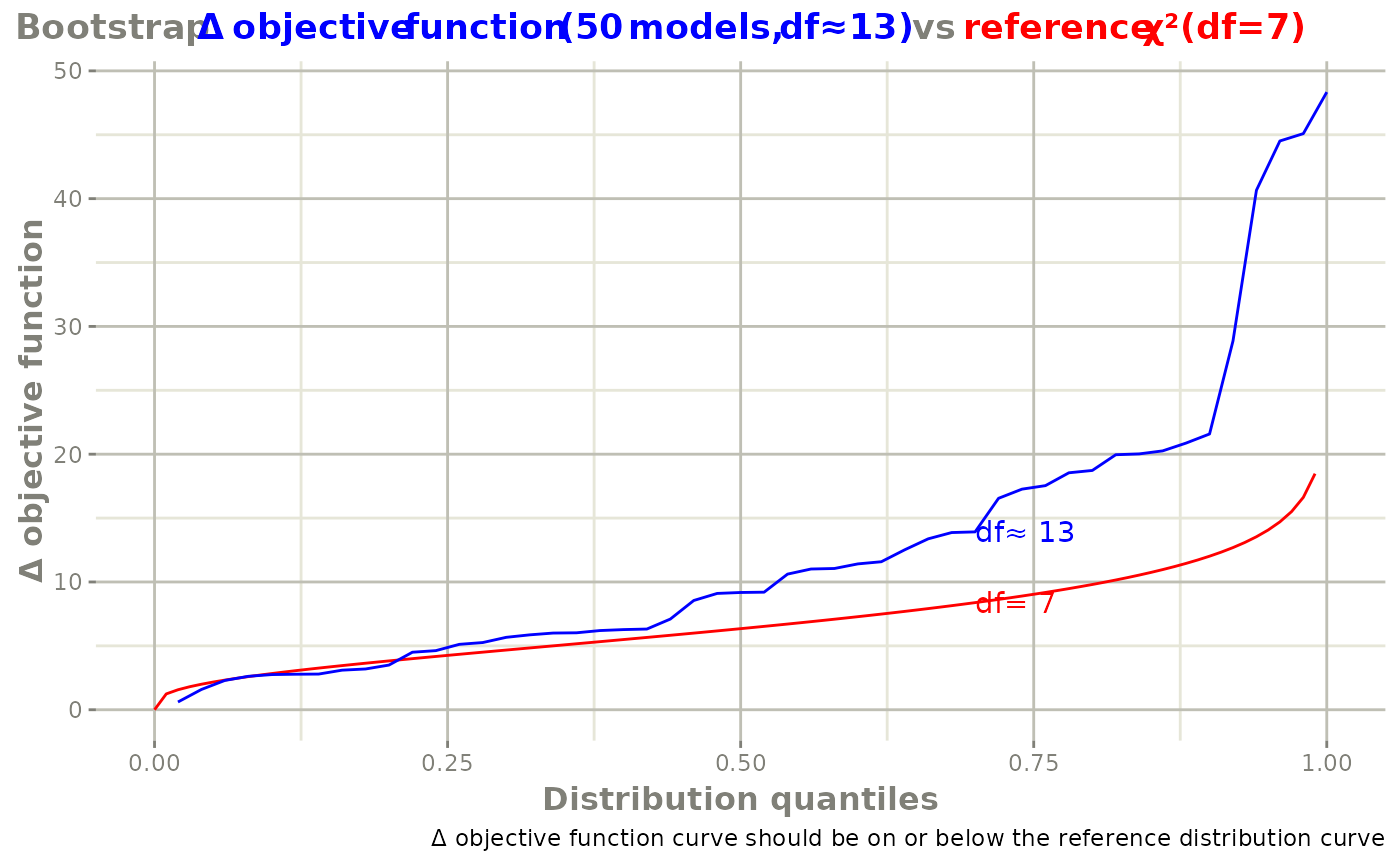 Bootstrap Δ objective function (50 models, df≈13) vs reference χ²(df=7)
50
40
30
20
10
0
Δ objective function
df≈ 13
df= 7
0.00 0.25 0.50 0.75 1.00
Distribution quantiles
Δ objective function curve should be on or below the reference distribution curve